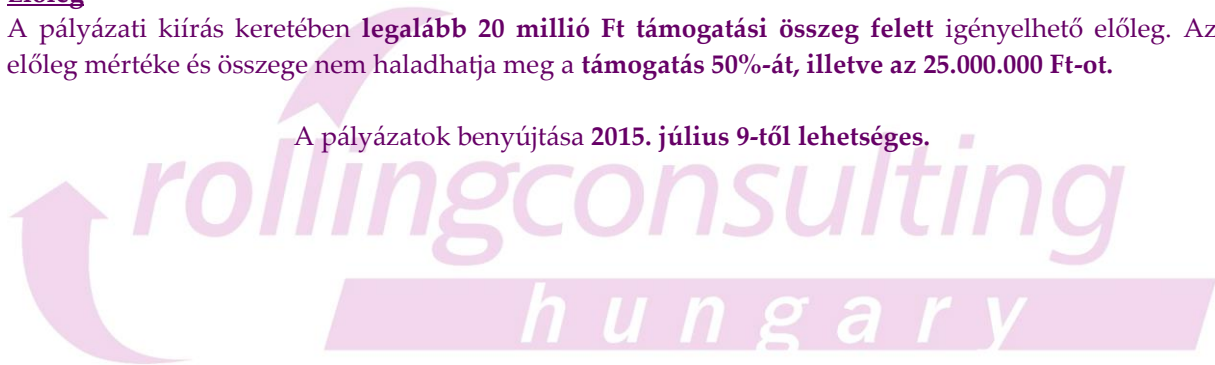 Előleg
A pályázati kiírás keretében legalább 20 millió Ft támogatási összeg felett igényelhető előleg. Az
előleg mértéke és összege nem haladhatja meg a támogatás 50%-át, illetve az 25.000.000 Ft-ot.
A pályázatok benyújtása 2015. július 9-től lehetséges.
rollingconsulting
hungary